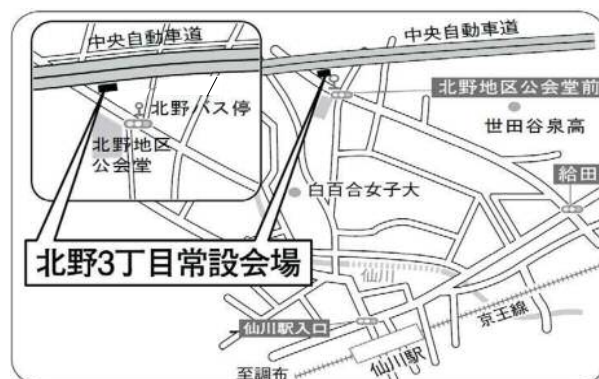 中央自動車道
中央自動車道
北野バス停
北野地区
公会堂
北野地区公会堂前
世田谷泉高
給田
白百合女子大
北野3丁目常設会場
仙川
仙川駅入口
京王線
仙川駅
至調布